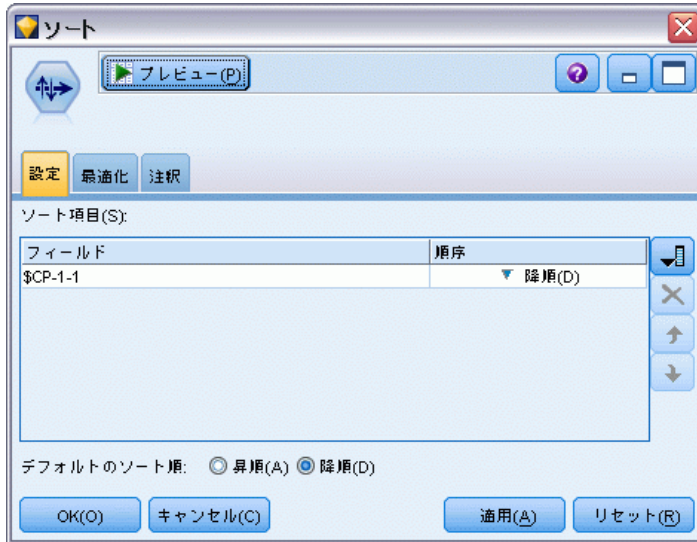 ソート
プレビュー(P)
設定 最適化 注釈
ソート項目(S):
フィールド 順序
$CP-1-1 降順(D)
デフォルトのソート順: 昇順(A) 降順(D)
OK(O) キャンセル(C) 適用(A) リセット(R)